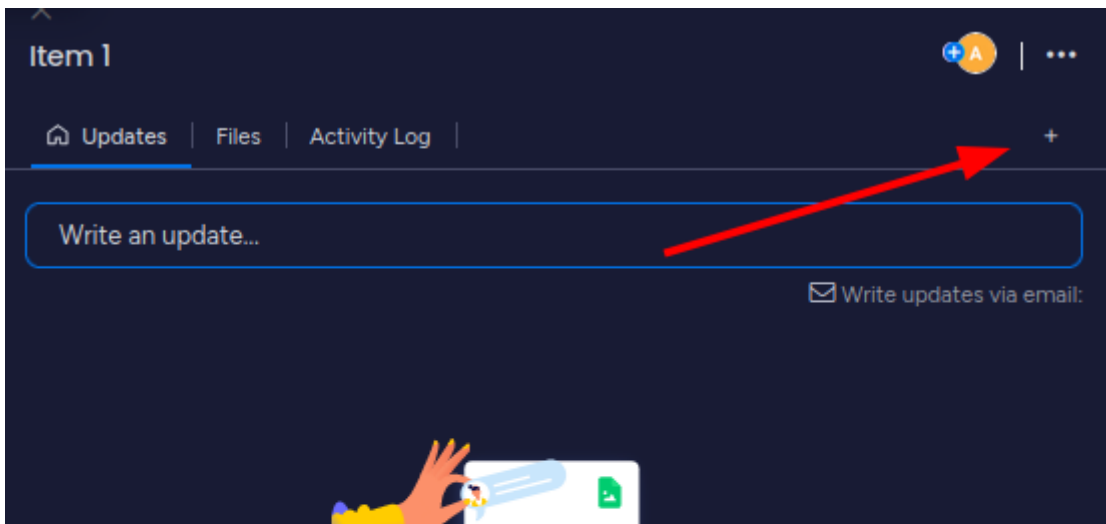 Item 1
A
Updates
Files
Activity Log
+
Write an update...
Write updates via email: